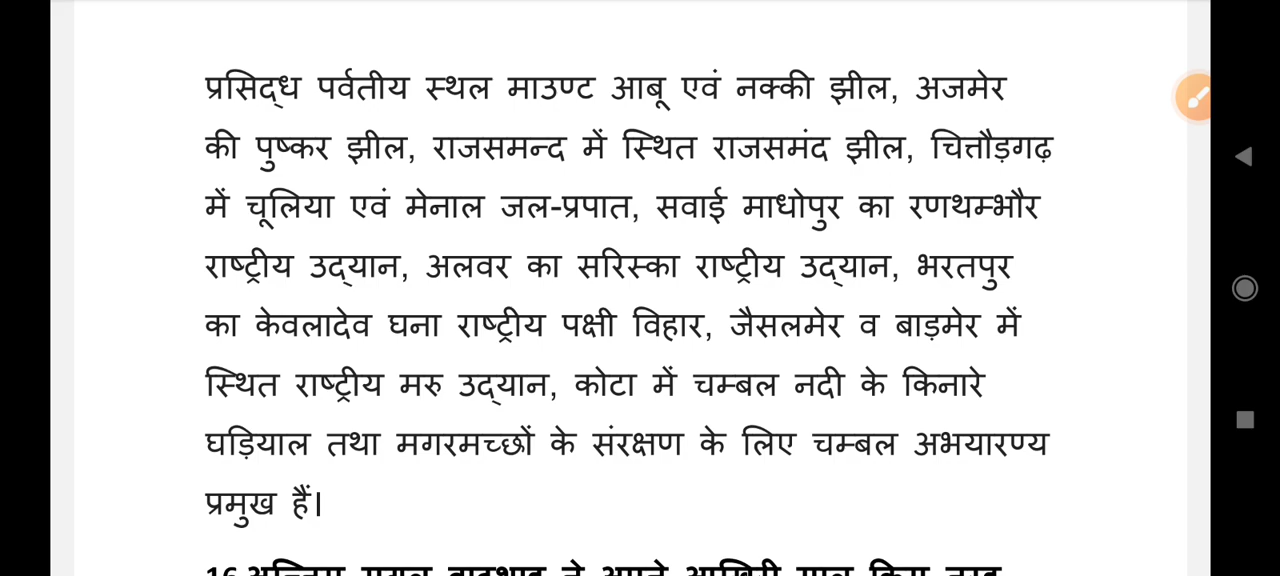 प्रसिद्ध पर्वतीय स्थल माउण्ट आबू एवं नक्की झील, अजमेर
की पुष्कर झील, राजसमन्द में स्थित राजसमंद झील, चित्तौड़गढ़
में चूलिया एवं मेनाल जल-प्रपात, सवाई माधोपुर का रणथम्भौर
राष्ट्रीय उद्यान, अलवर का सरिस्का राष्ट्रीय उद्यान, भरतपुर
का केवलादेव घना राष्ट्रीय पक्षी विहार, जैसलमेर व बाड़मेर में
स्थित राष्ट्रीय मरु उद्यान, कोटा में चम्बल नदी के किनारे
घड़ियाल तथा मगरमच्छों के संरक्षण के लिए चम्बल अभयारण्य
प्रमुख हैं।